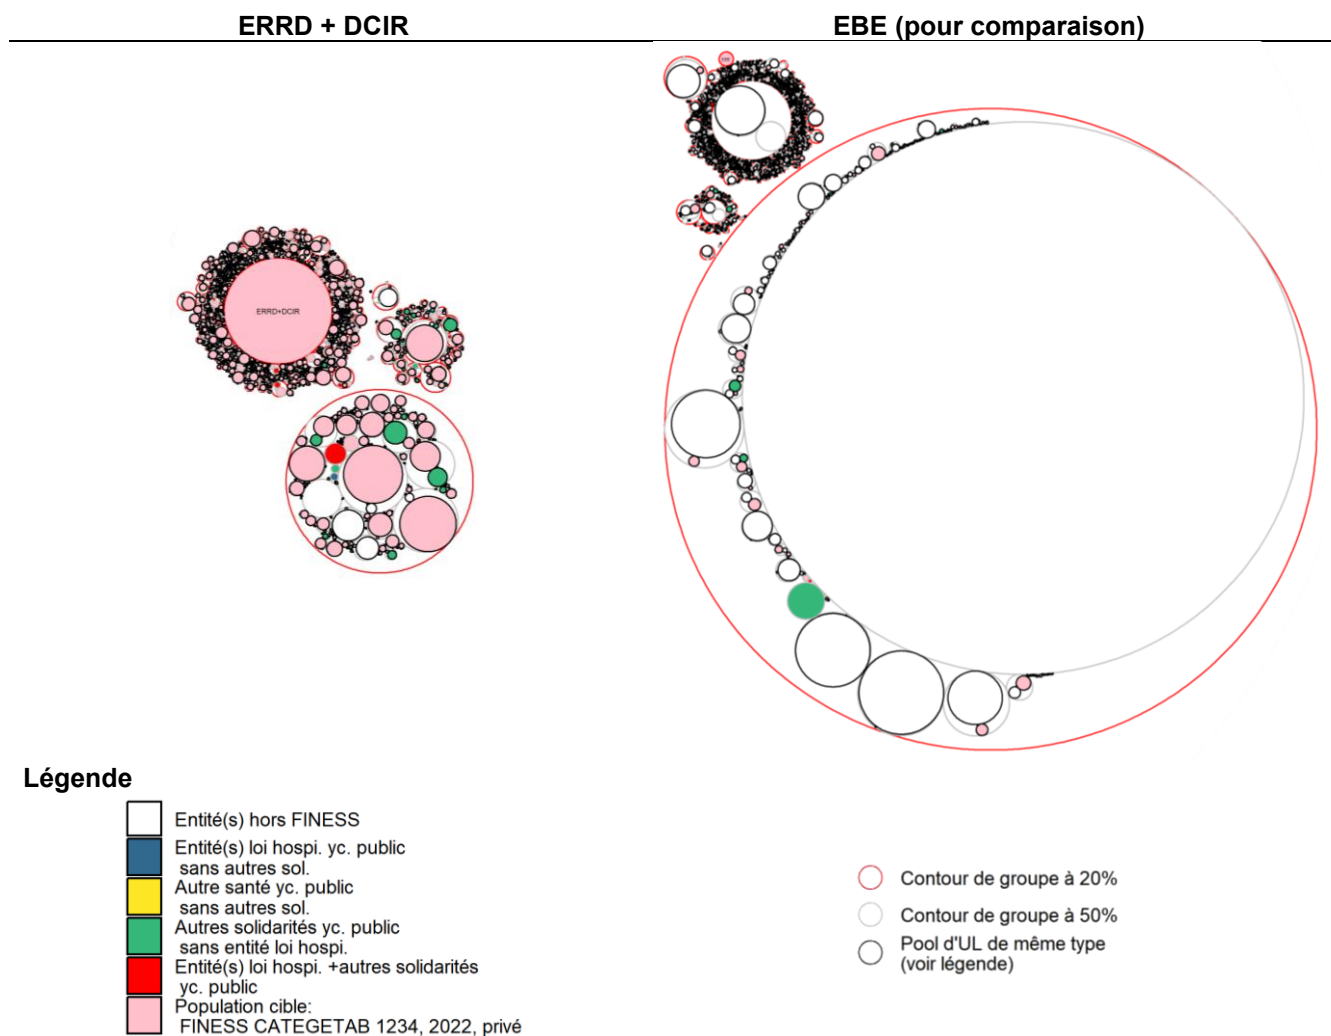 ERRD + DCIR
EBE (pour comparaison)
ERRD+DCIR
Légende
Entité(s) hors FINESS
Entité(s) loi hospi. yc. public
sans autres sol.
Autre santé yc. public
sans autres sol.
Autres solidarités yc. public
sans entité loi hospi.
Entité(s) loi hospi. +autres solidarités
yc. public
Population cible:
FINESS CATEGETAB 1234, 2022, privé
Contour de groupe à 20%
Contour de groupe à 50%
Pool d'UL de même type
(voir légende)